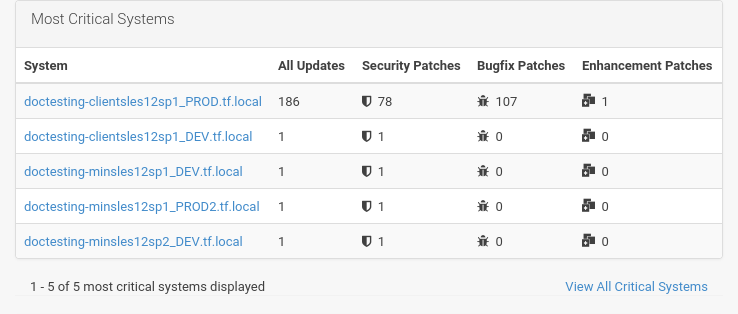 Most Critical Systems
System All Updates Security Patches Bugfix Patches Enhancement Patches
doctesting-clientsles12sp1_PROD.tf.local 186 78 107 1
doctesting-clientsles12sp1_DEV.tf.local 1 1 0 0
doctesting-minsles12sp1_DEV.tf.local 1 1 0 0
doctesting-minsles12sp1_PROD2.tf.local 1 1 0 0
doctesting-minsles12sp2_DEV.tf.local 1 1 0 0
1 - 5 of 5 most critical systems displayed View All Critical Systems